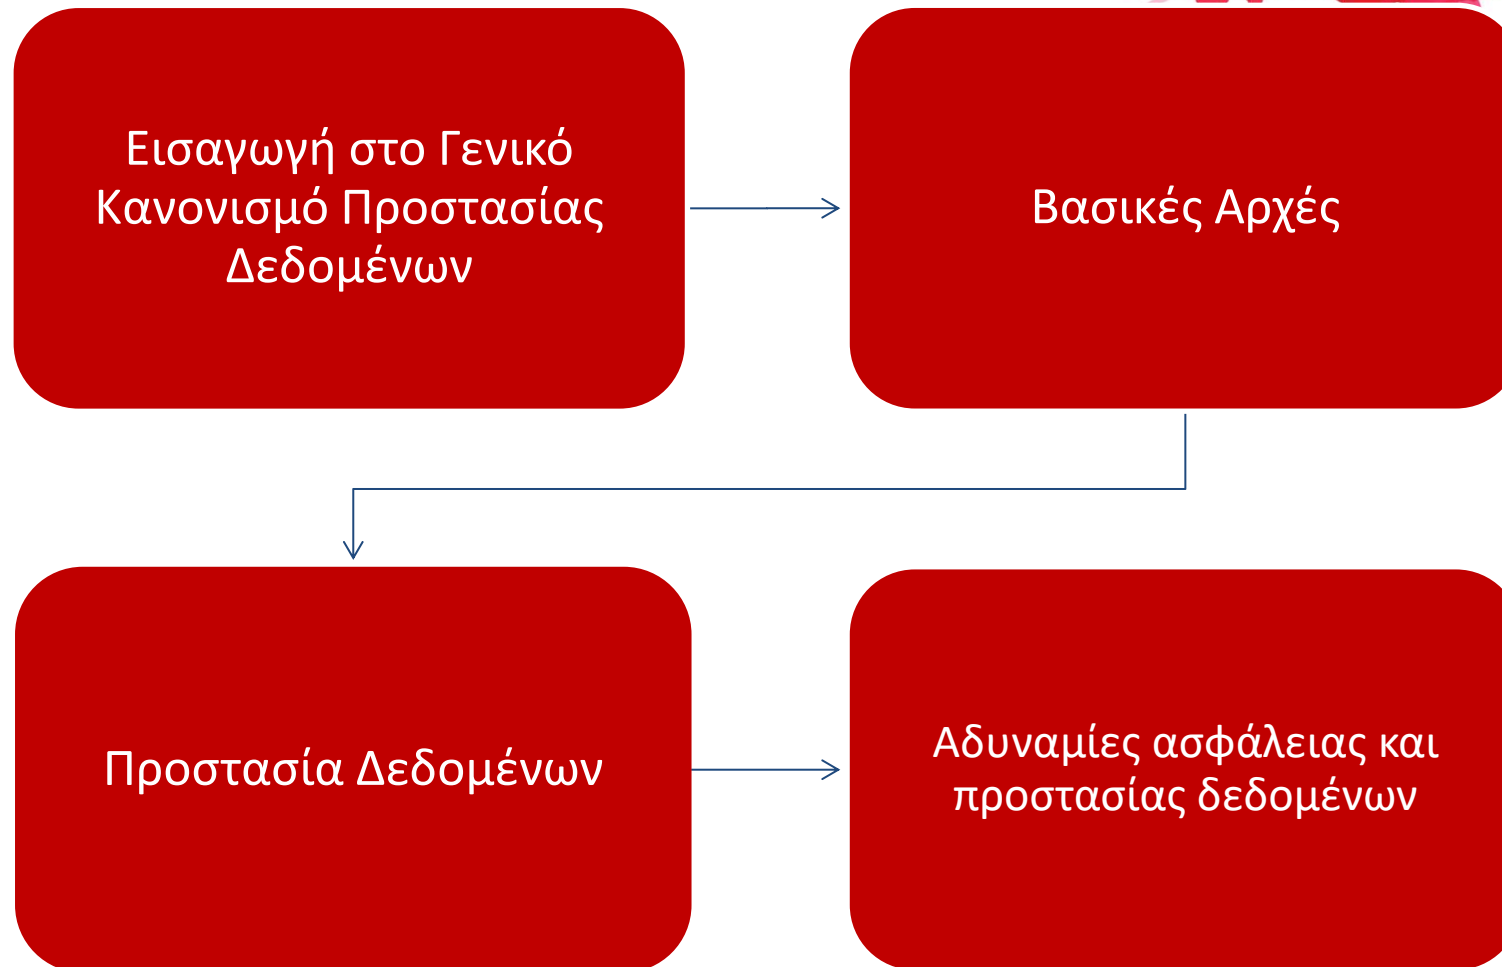 Εισαγωγή στο Γενικό
Κανονισμό Προστασίας
Δεδομένων
Βασικές Αρχές
Προστασία Δεδομένων
Αδυναμίες ασφάλειας και
προστασίας δεδομένων